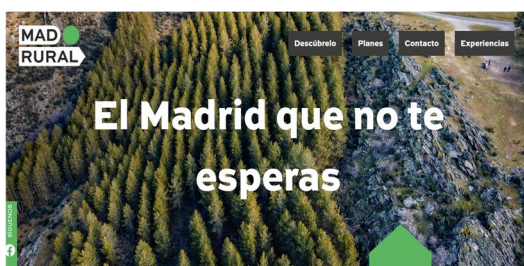 MAD
RURAL
Descúbrelo
Planes
Contacto
Experiencias
El Madrid que no te
esperas
SÍGUENOS